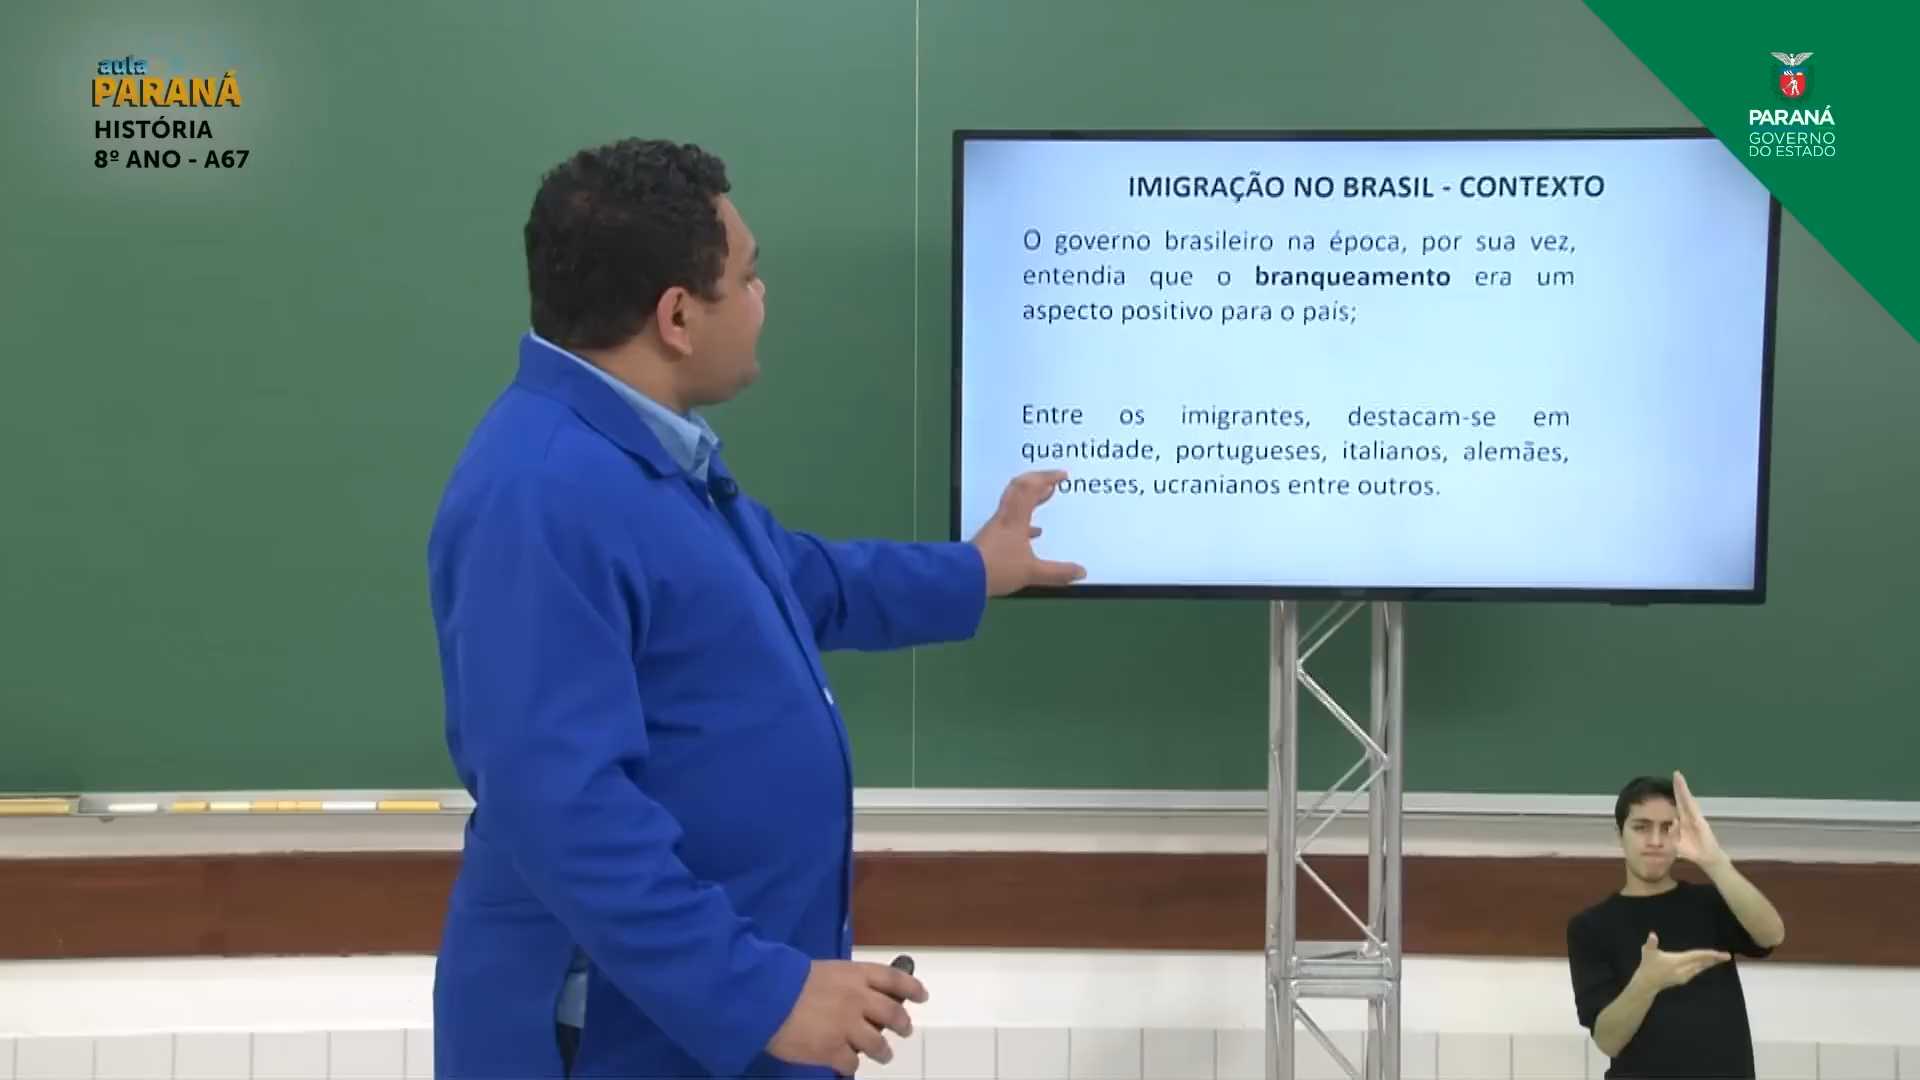 aula
PARANÁ
HISTÓRIA
8º ANO - A67
PARANÁ
GOVERNO
DO ESTADO
IMIGRAÇÃO NO BRASIL - CONTEXTO
O governo brasileiro na época, por sua vez,
entendia que o branqueamento era um
aspecto positivo para o país;
Entre os imigrantes, destacam-se em
quantidade, portugueses, italianos, alemães,
ucranianos entre outros.